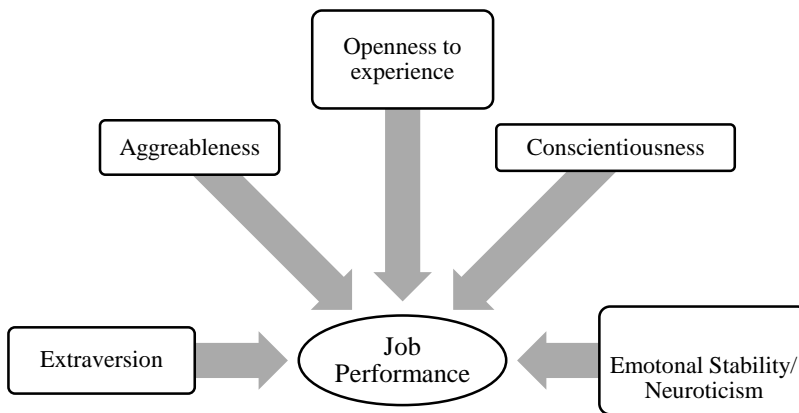 Openness to
experience
Aggreableness
Conscientiousness
Extraversion
Job
Performance
Emotonal Stability/
Neuroticism